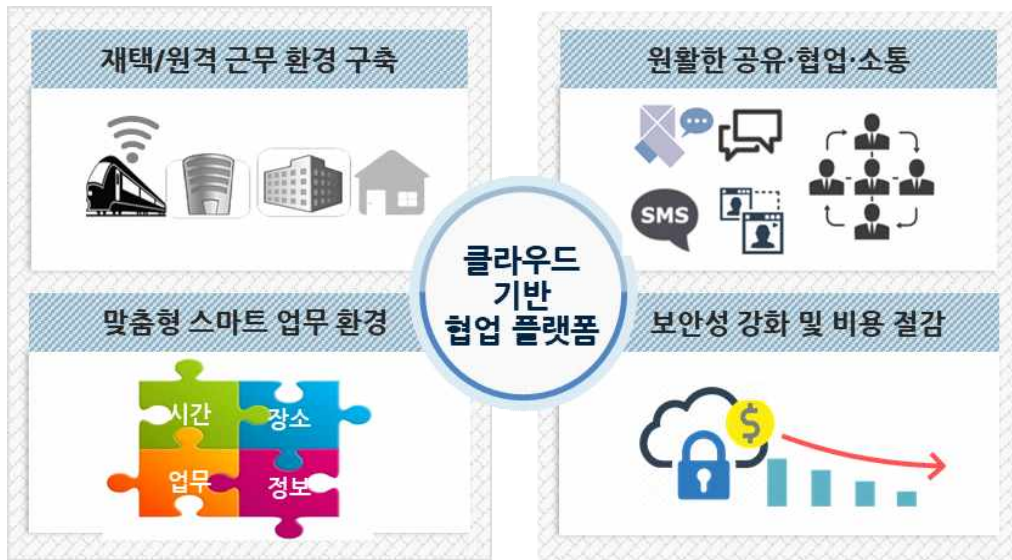 재택/원격 근무 환경 구축
원활한 공유·협업·소통
SMS
클라우드
기반
협업 플랫폼
맞춤형 스마트 업무 환경
시간
장소
업무
정보
보안성 강화 및 비용 절감
$